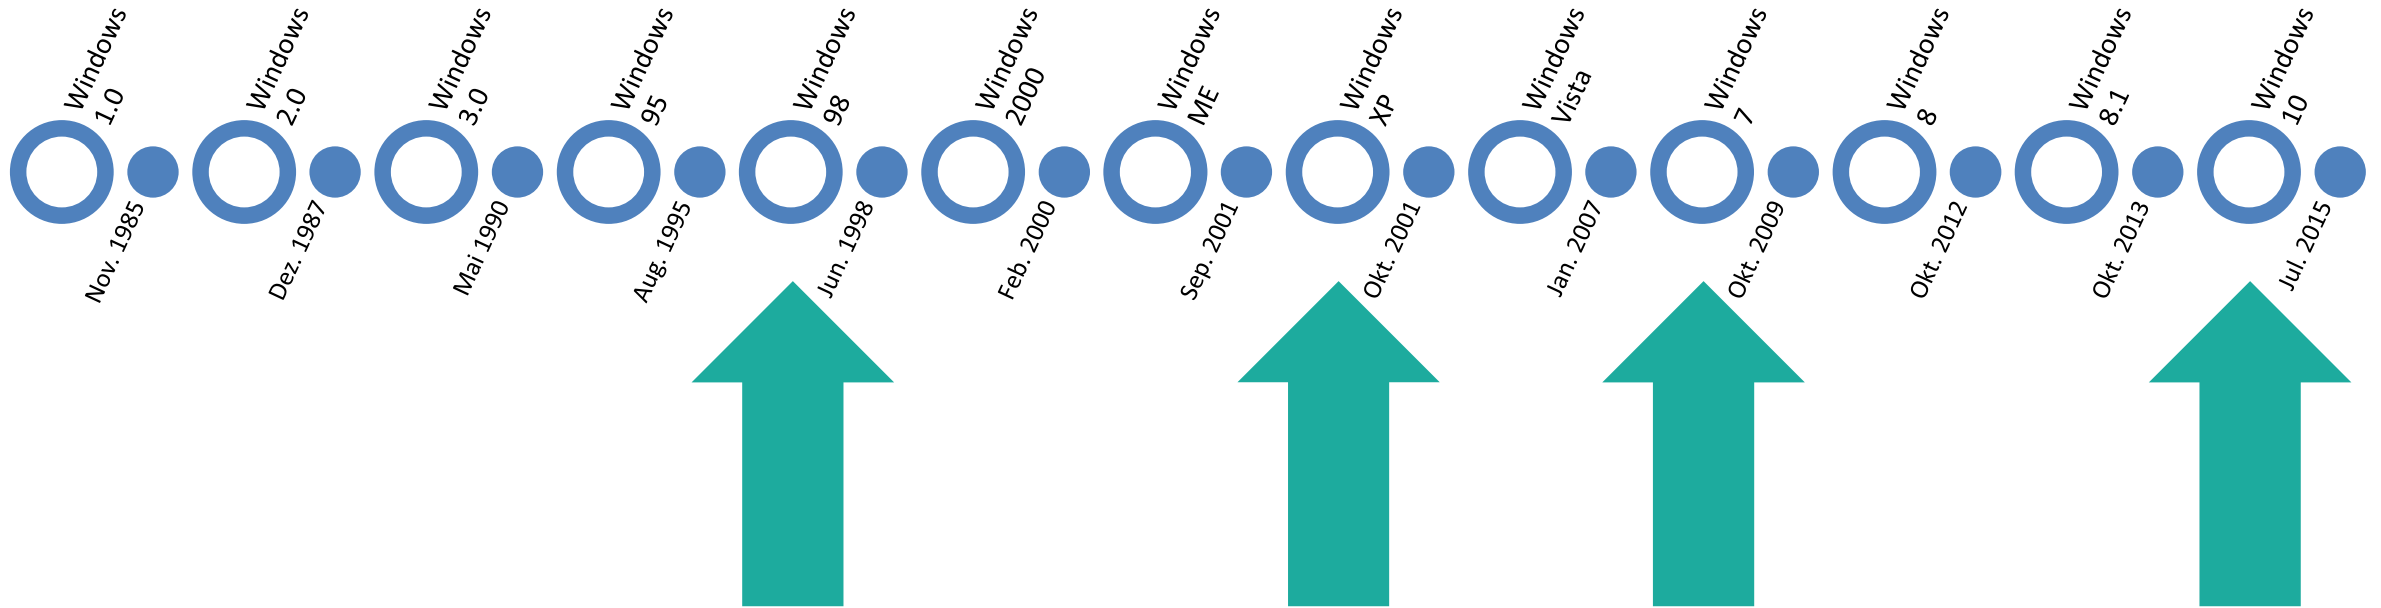 Windows
1.0
Nov. 1985
Windows
2.0
Dez. 1987
Windows
3.0
Mai 1990
Windows
95
Aug. 1995
Windows
98
Jun. 1998
Windows
2000
Feb. 2000
Windows
ME
Sep. 2001
Windows
XP
Okt. 2001
Windows
Vista
Jan. 2007
Windows
7
Okt. 2009
Windows
8
Okt. 2012
Windows
8.1
Okt. 2013
Windows
10
Jul. 2015